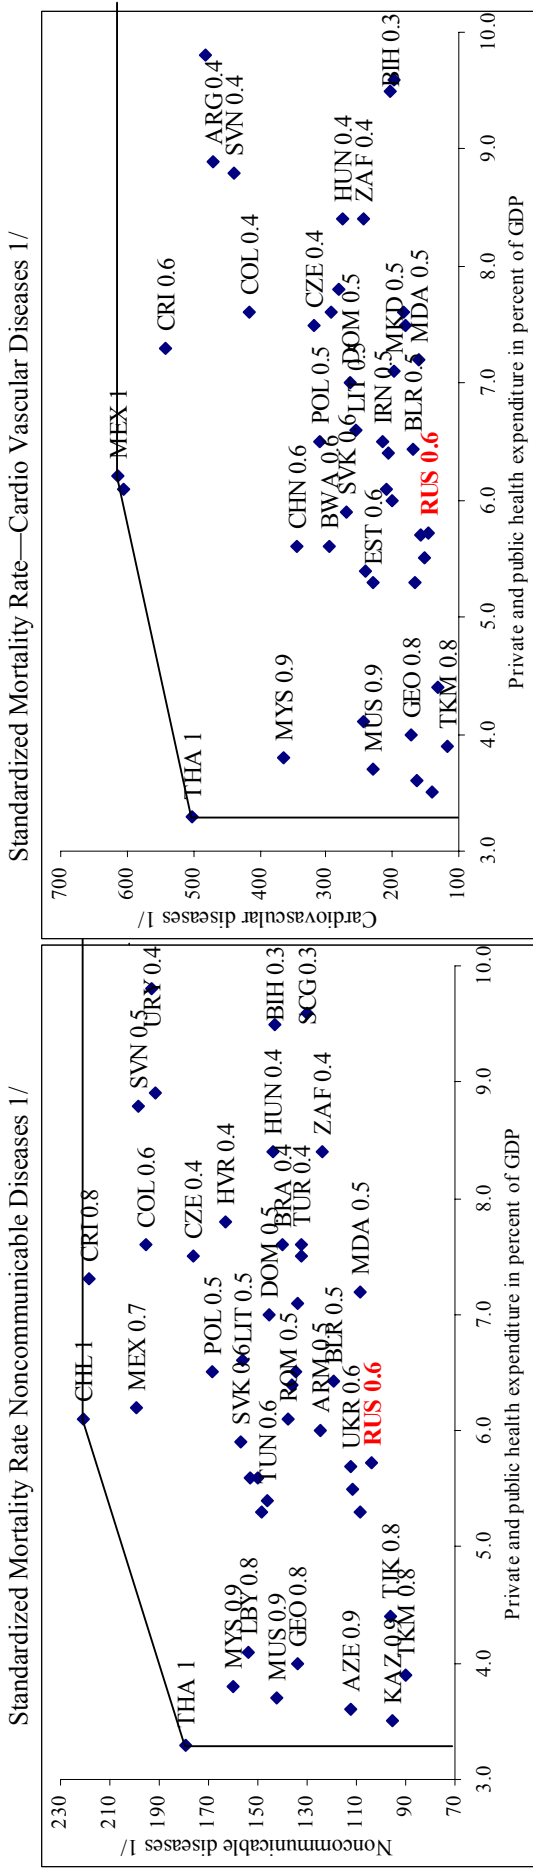 Standardized Mortality Rate Noncommunicable Diseases 1/
Noncommunicable diseases 1/
230
210
190
170
150
130
110
90
70
THA 1
CHL 1
CRI 0.8
MEX 0.7
COL 0.6
SVN 0.5
URY 0.4
CZE 0.4
HVR 0.4
POL 0.5
SVK 0.6
LIT 0.5
DOM 0.5
BRA 0.4
HUN 0.4
BIH 0.3
SCG 0.3
TUR 0.4
ZAF 0.4
MYS 0.9
LBY 0.8
MUS 0.9
GEO 0.8
TUN 0.6
ROM 0.5
ARM 0.5
BLR 0.5
MDA 0.5
UKR 0.6
RUS 0.6
AZE 0.9
KAZ 0.9
TJK 0.8
TKM 0.8
3.0 4.0 5.0 6.0 7.0 8.0 9.0 10.0
Private and public health expenditure in percent of GDP
Standardized Mortality Rate—Cardio Vascular Diseases 1/
Cardiovascular diseases 1/
700
600
500
400
300
200
100
THA 1
MEX 1
CRI 0.6
COL 0.4
ARG 0.4
SVN 0.4
MYS 0.9
CHN 0.6
POL 0.5
CZE 0.4
BWA 0.6
SVK 0.6
LIT 0.5
DOM 0.5
HUN 0.4
ZAF 0.4
BIH 0.3
MUS 0.9
EST 0.6
IRN 0.5
MKD 0.5
GEO 0.8
BLR 0.5
MDA 0.5
RUS 0.6
TKM 0.8
3.0 4.0 5.0 6.0 7.0 8.0 9.0 10.0
Private and public health expenditure in percent of GDP